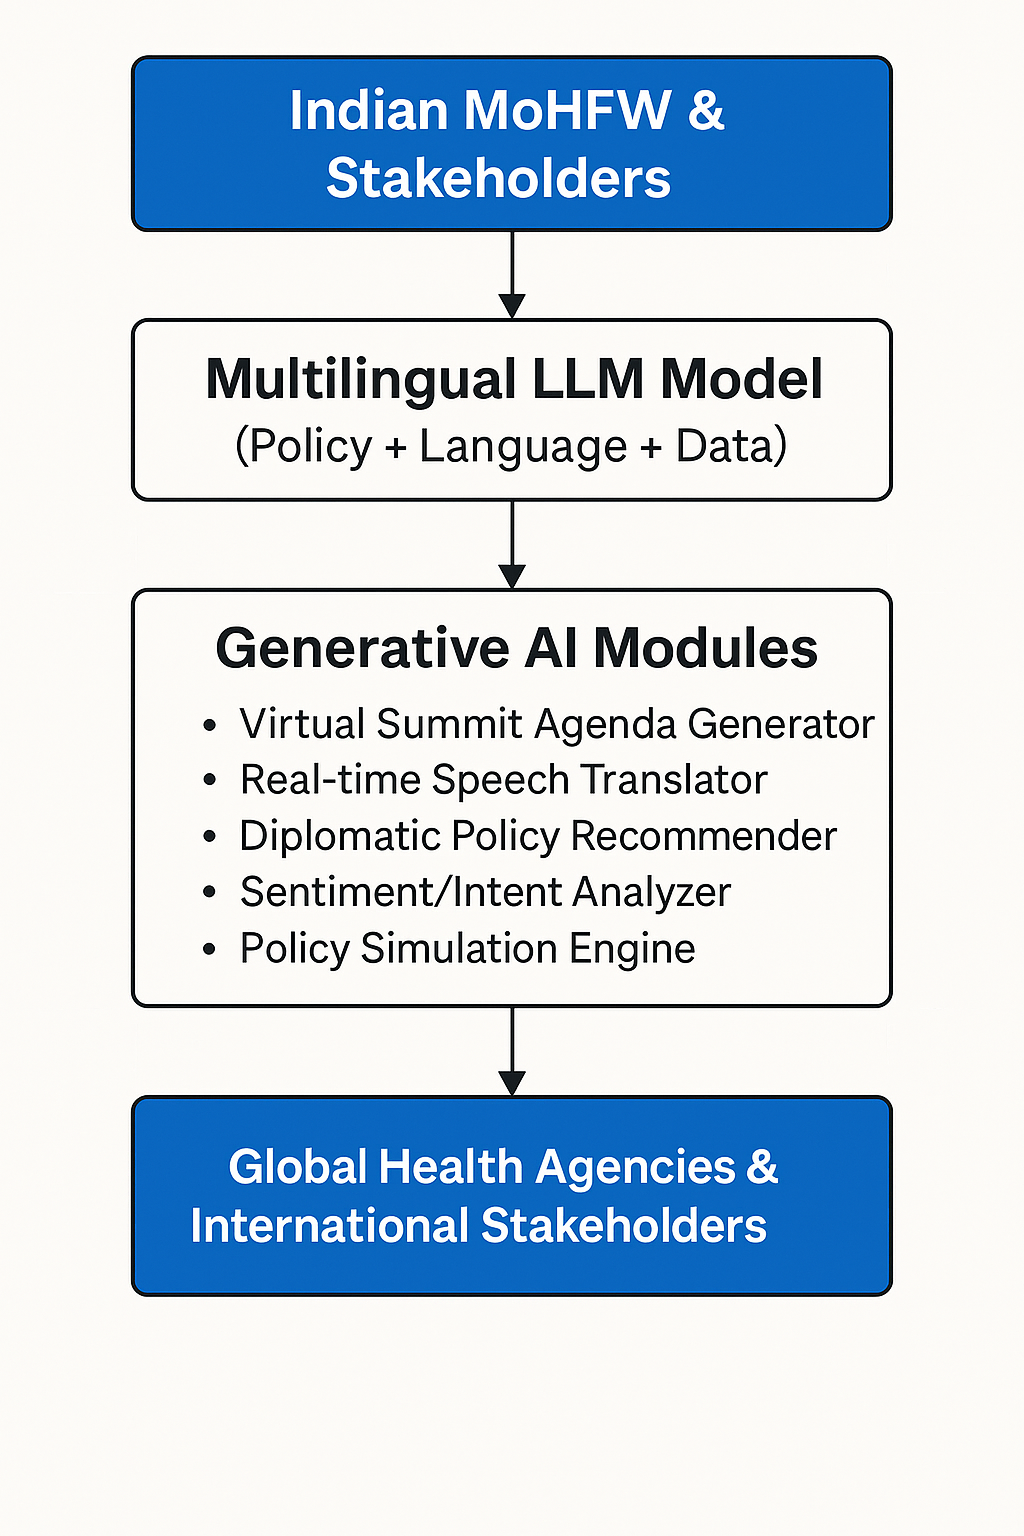 Indian MoHFW &
Stakeholders
Multilingual LLM Model
(Policy + Language + Data)
Generative AI Modules
• Virtual Summit Agenda Generator
• Real-time Speech Translator
• Diplomatic Policy Recommender
• Sentiment/Intent Analyzer
• Policy Simulation Engine
Global Health Agencies &
International Stakeholders